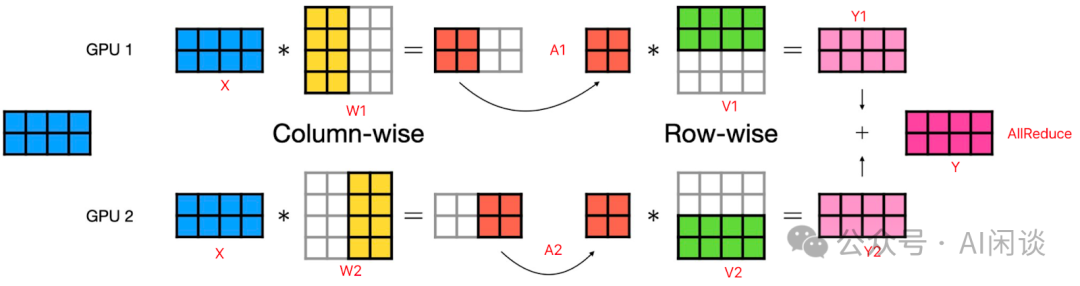 GPU 1
X
*
W1
=
A1
*
V1
=
Y1
Column-wise
Row-wise
+
Y
AllReduce
GPU 2
X
*
W2
=
A2
*
V2
=
Y2
公众号 · AI闲谈